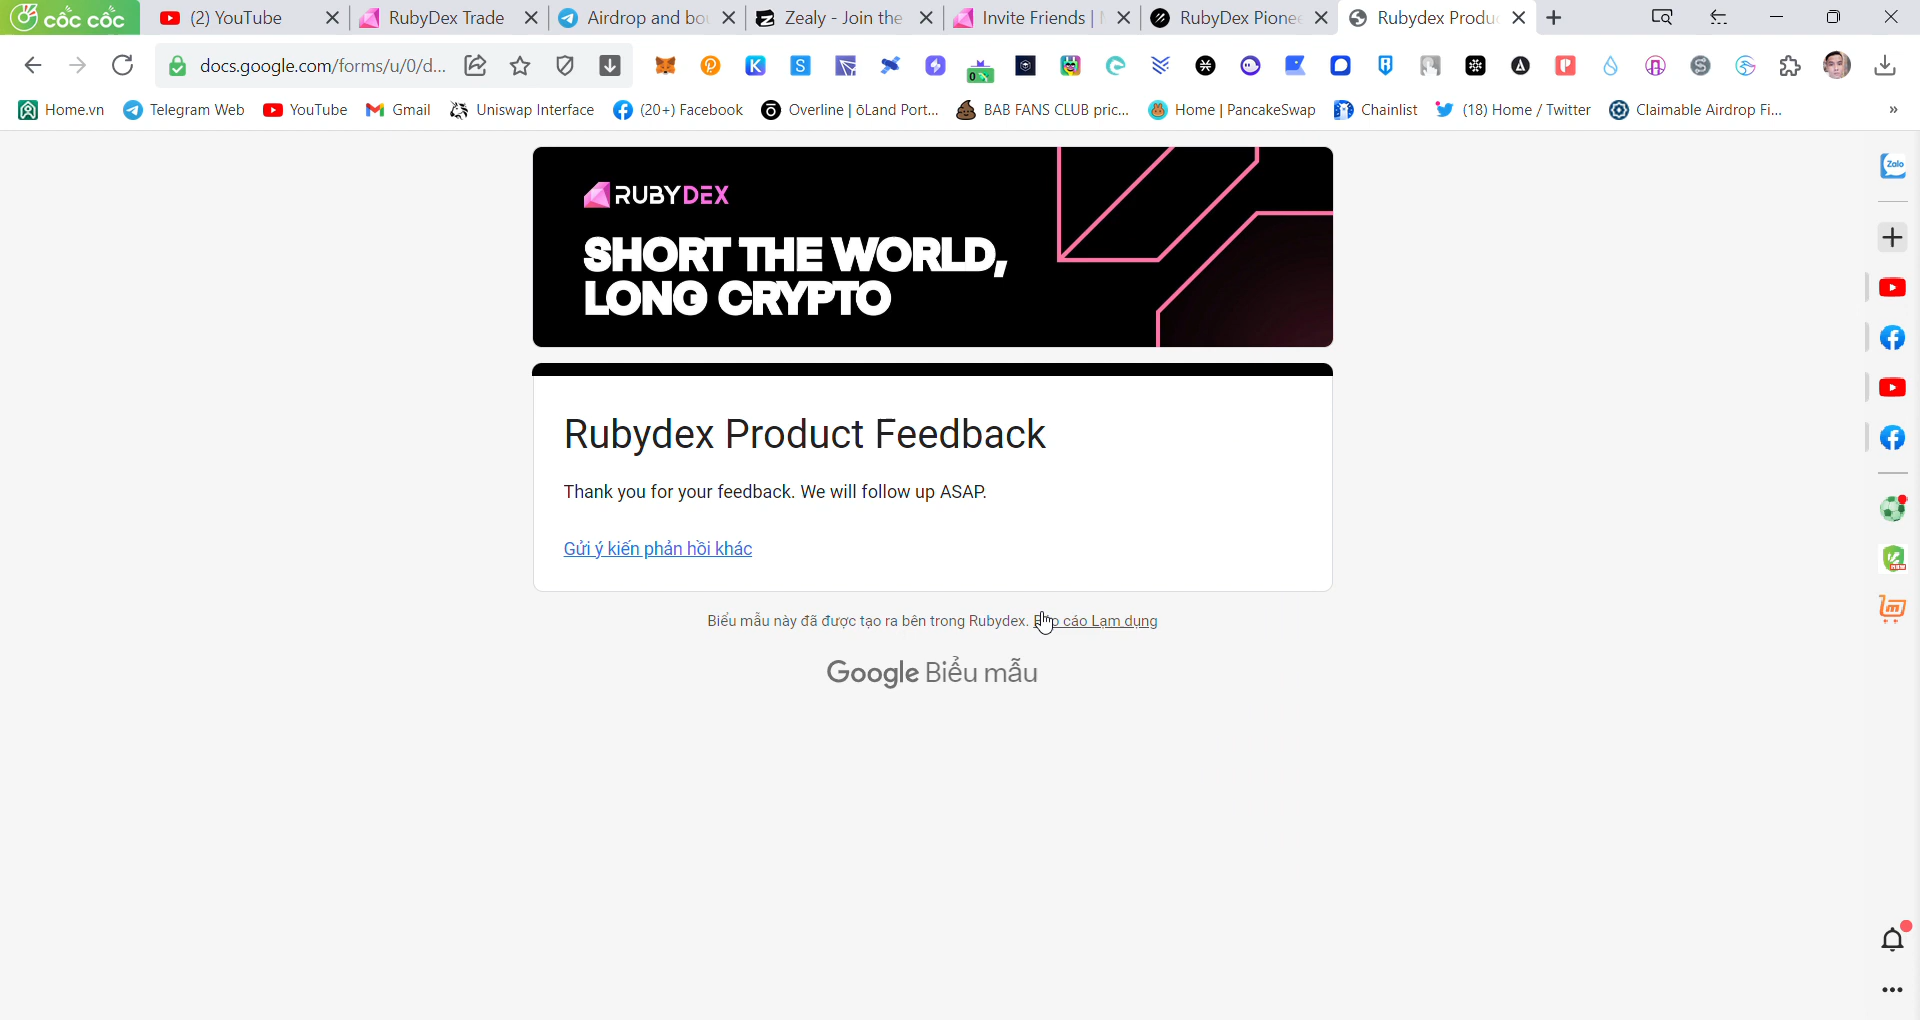 cốc cốc
(2) YouTube
RubyDex Trade
Airdrop and bo
Zealy - Join the
Invite Friends |
RubyDex Pione
Rubydex Produ
docs.google.com/forms/u/0/d...
Home.vn
Telegram Web
YouTube
Gmail
Uniswap Interface
(20+) Facebook
Overline | ōLand Port...
BAB FANS CLUB pric...
Home | PancakeSwap
Chainlist
(18) Home / Twitter
Claimable Airdrop Fi...
Zalo
RUBYDEX
SHORT THE WORLD,
LONG CRYPTO
Rubydex Product Feedback
Thank you for your feedback. We will follow up ASAP.
Gửi ý kiến phản hồi khác
Biểu mẫu này đã được tạo ra bên trong Rubydex. cáo Lạm dụng
Google Biểu mẫu